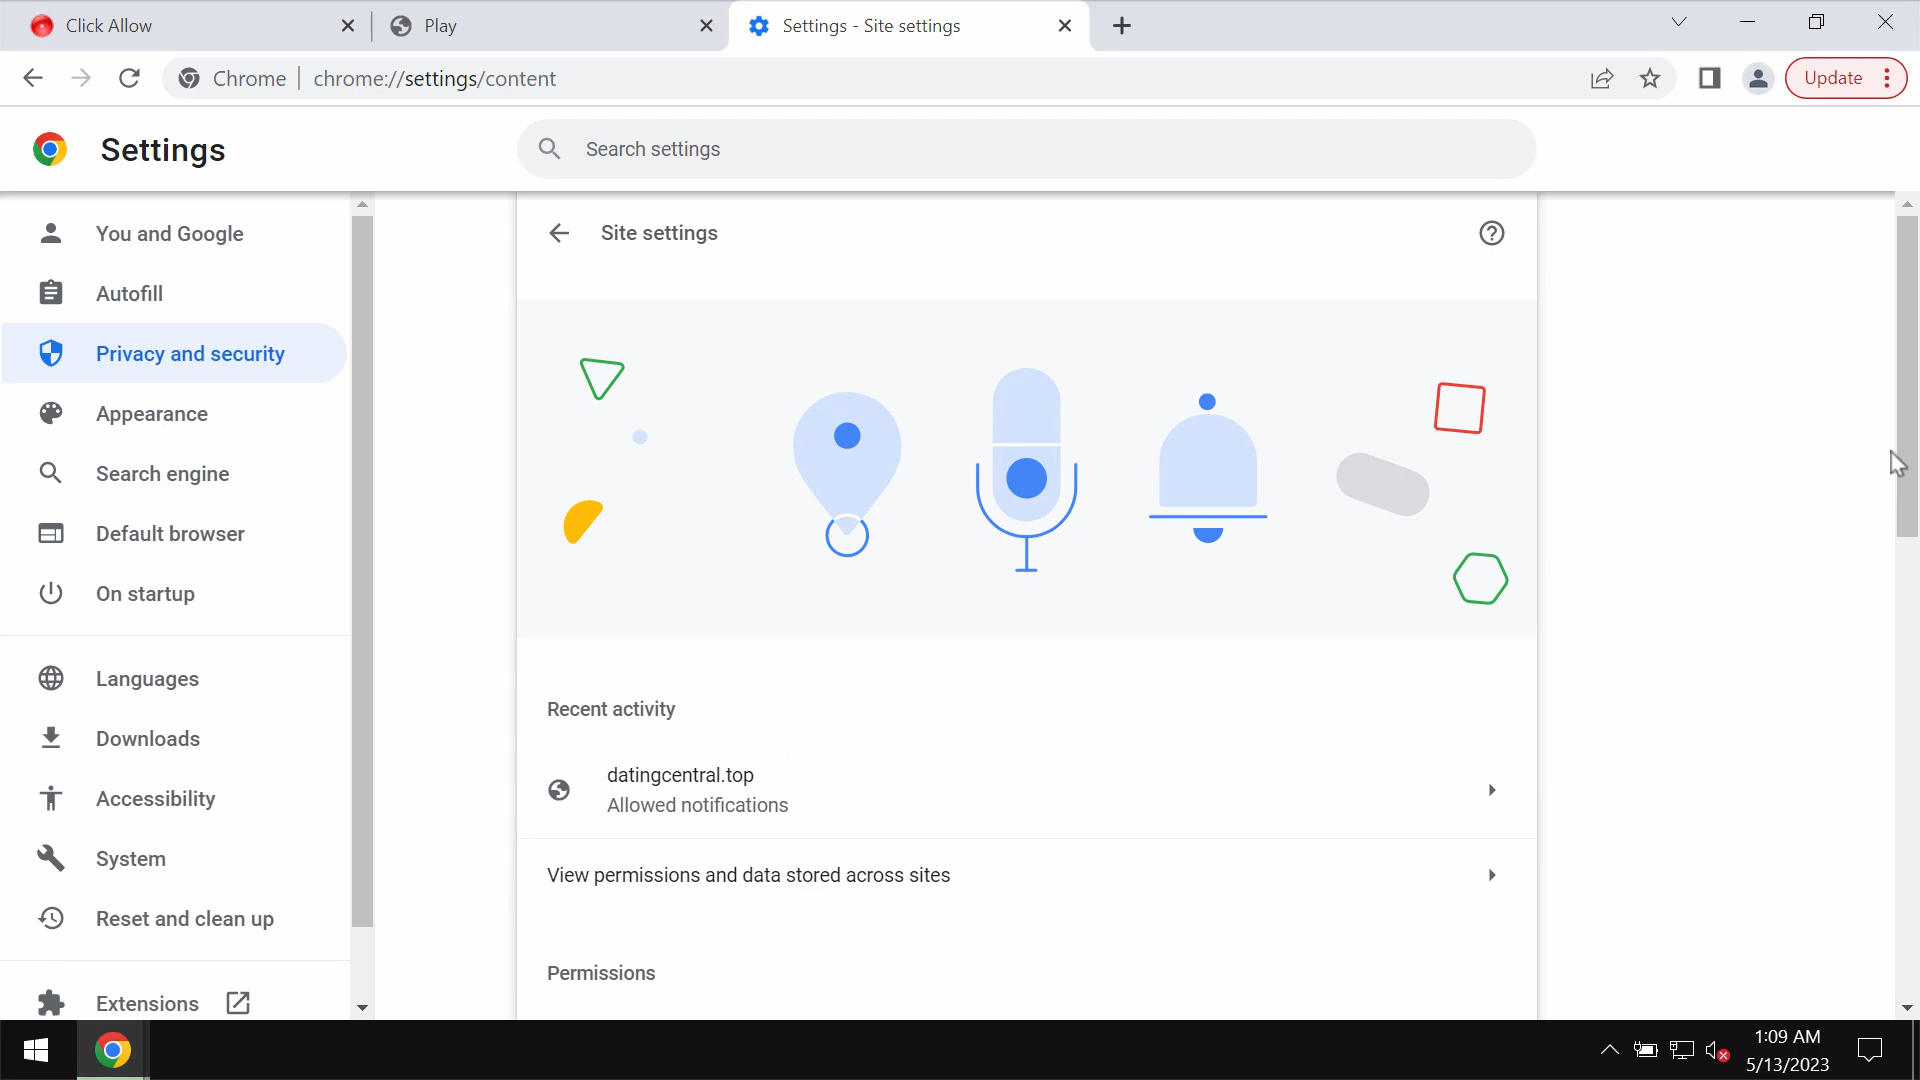 Click Allow
Play
Settings - Site settings
Chrome
chrome://settings/content
Update
Settings
Search settings
You and Google
Autofill
Privacy and security
Appearance
Search engine
Default browser
On startup
Languages
Downloads
Accessibility
System
Reset and clean up
Extensions
Site settings
Recent activity
datingcentral.top
Allowed notifications
View permissions and data stored across sites
Permissions
1:09 AM
5/13/2023